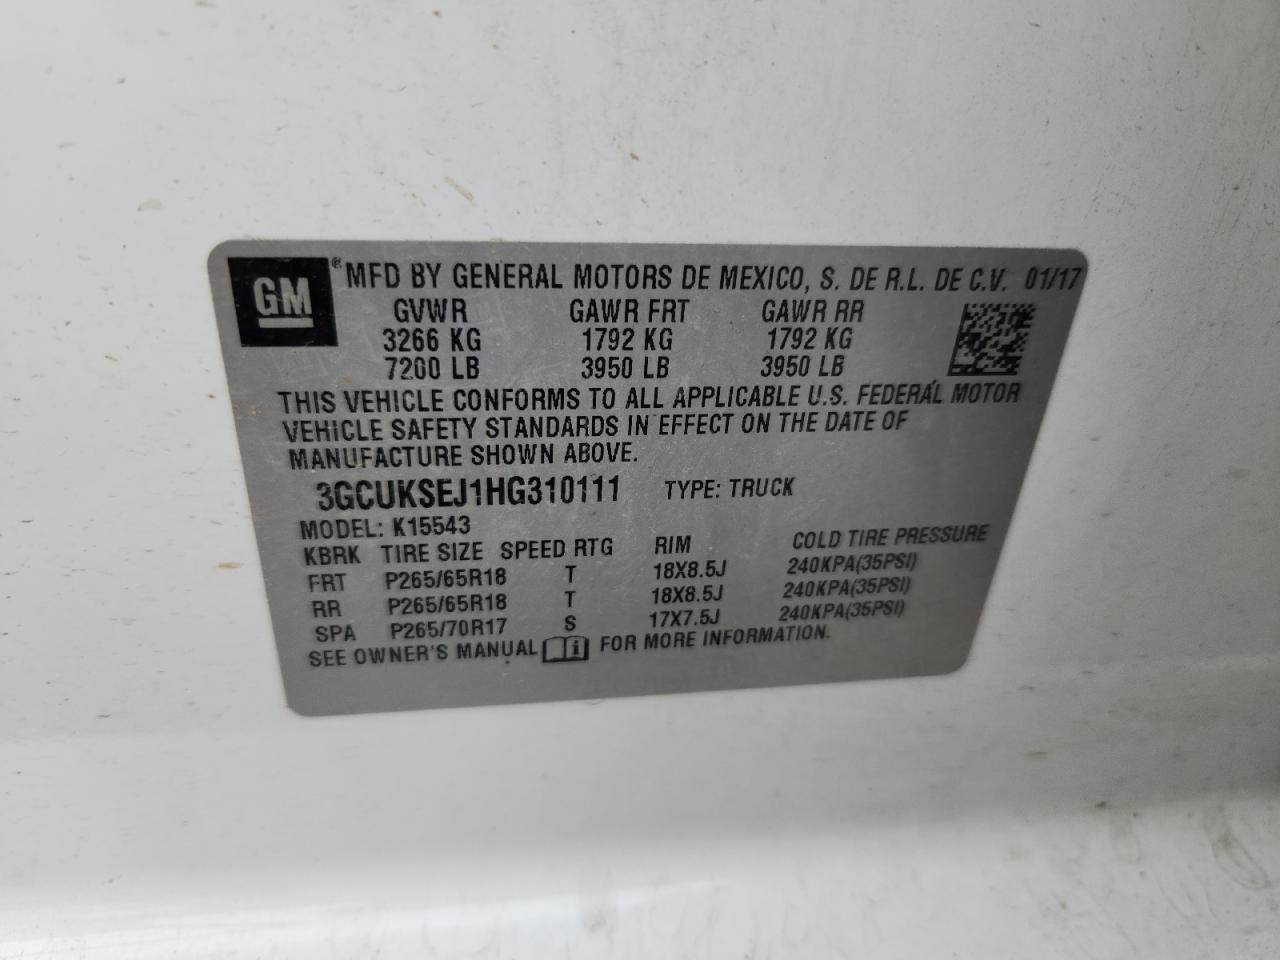 GM ® MFD BY GENERAL MOTORS DE MEXICO, S. DE R.L. DE C.V. 01/17
GVWR GAWR FRT GAWR RR
3266 KG 1792 KG 1792 KG
7200 LB 3950 LB 3950 LB
THIS VEHICLE CONFORMS TO ALL APPLICABLE U.S. FEDERAL MOTOR
VEHICLE SAFETY STANDARDS IN EFFECT ON THE DATE OF
MANUFACTURE SHOWN ABOVE.
3GCUKSEJ1HG310111 TYPE: TRUCK
MODEL: K15543
KBRK TIRE SIZE SPEED RTG RIM COLD TIRE PRESSURE
FRT P265/65R18 T 18X8.5J 240KPA(35PSI)
RR P265/65R18 T 18X8.5J 240KPA(35PSI)
SPA P265/70R17 S 17X7.5J 240KPA(35PSI)
SEE OWNER'S MANUAL i FOR MORE INFORMATION.